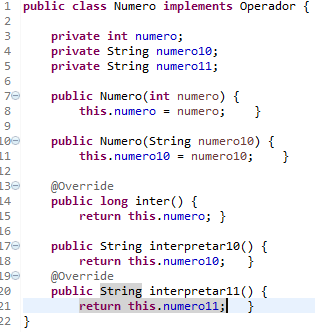 1 public class Numero implements Operador {
2
3     private int numero;
4     private String numero10;
5     private String numero11;
6
7     public Numero(int numero) {
8         this.numero = numero;    }
9
10     public Numero(String numero10) {
11         this.numero10 = numero10;    }
12
13     @Override
14     public long inter() {
15         return this.numero; }
16
17     public String interpretar10() {
18         return this.numero10;   }
19     @Override
20     public String interpretar11() {
21         return this.numero11;   }
22 }